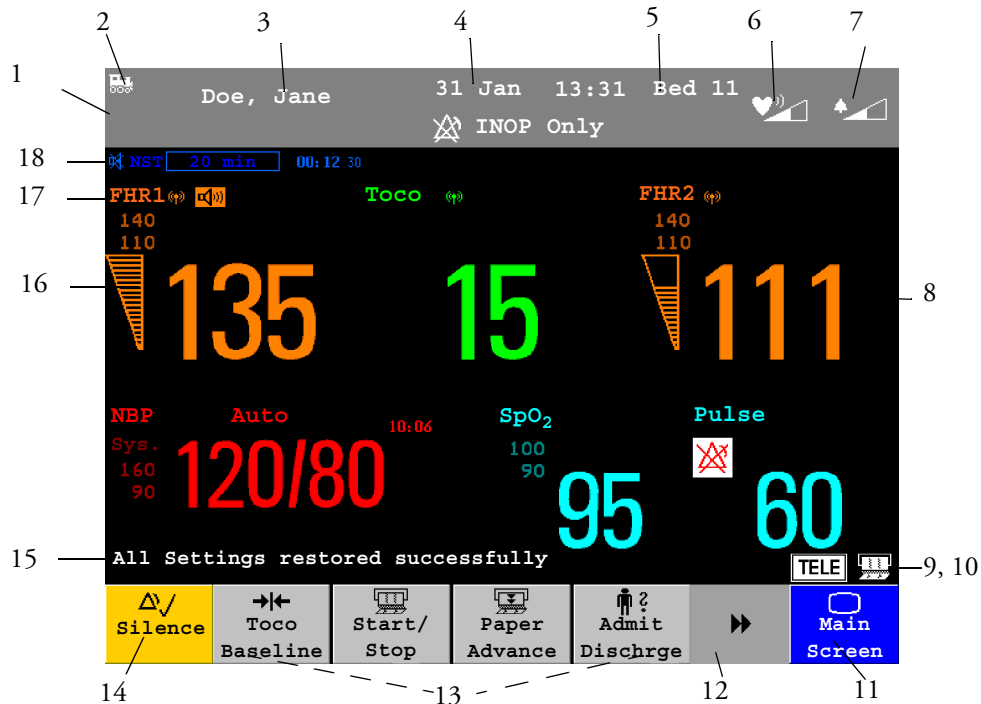 2 3 4 5 6 7
1
Doe, Jane 31 Jan 13:31 Bed 11
INOP Only
18 NST 20 min 00:12 30
17 FHR1 Toco FHR2
140 140
110 110
16 135 15 111 8
NBP Auto 10:06 SpO2 Pulse
Sys. 100
160 90
90
120/80 95 60
15 All Settings restored successfully TELE 9, 10
Silence Toco Baseline Start/ Stop Paper Advance Admit Dischrge Main Screen
14 13 12 11